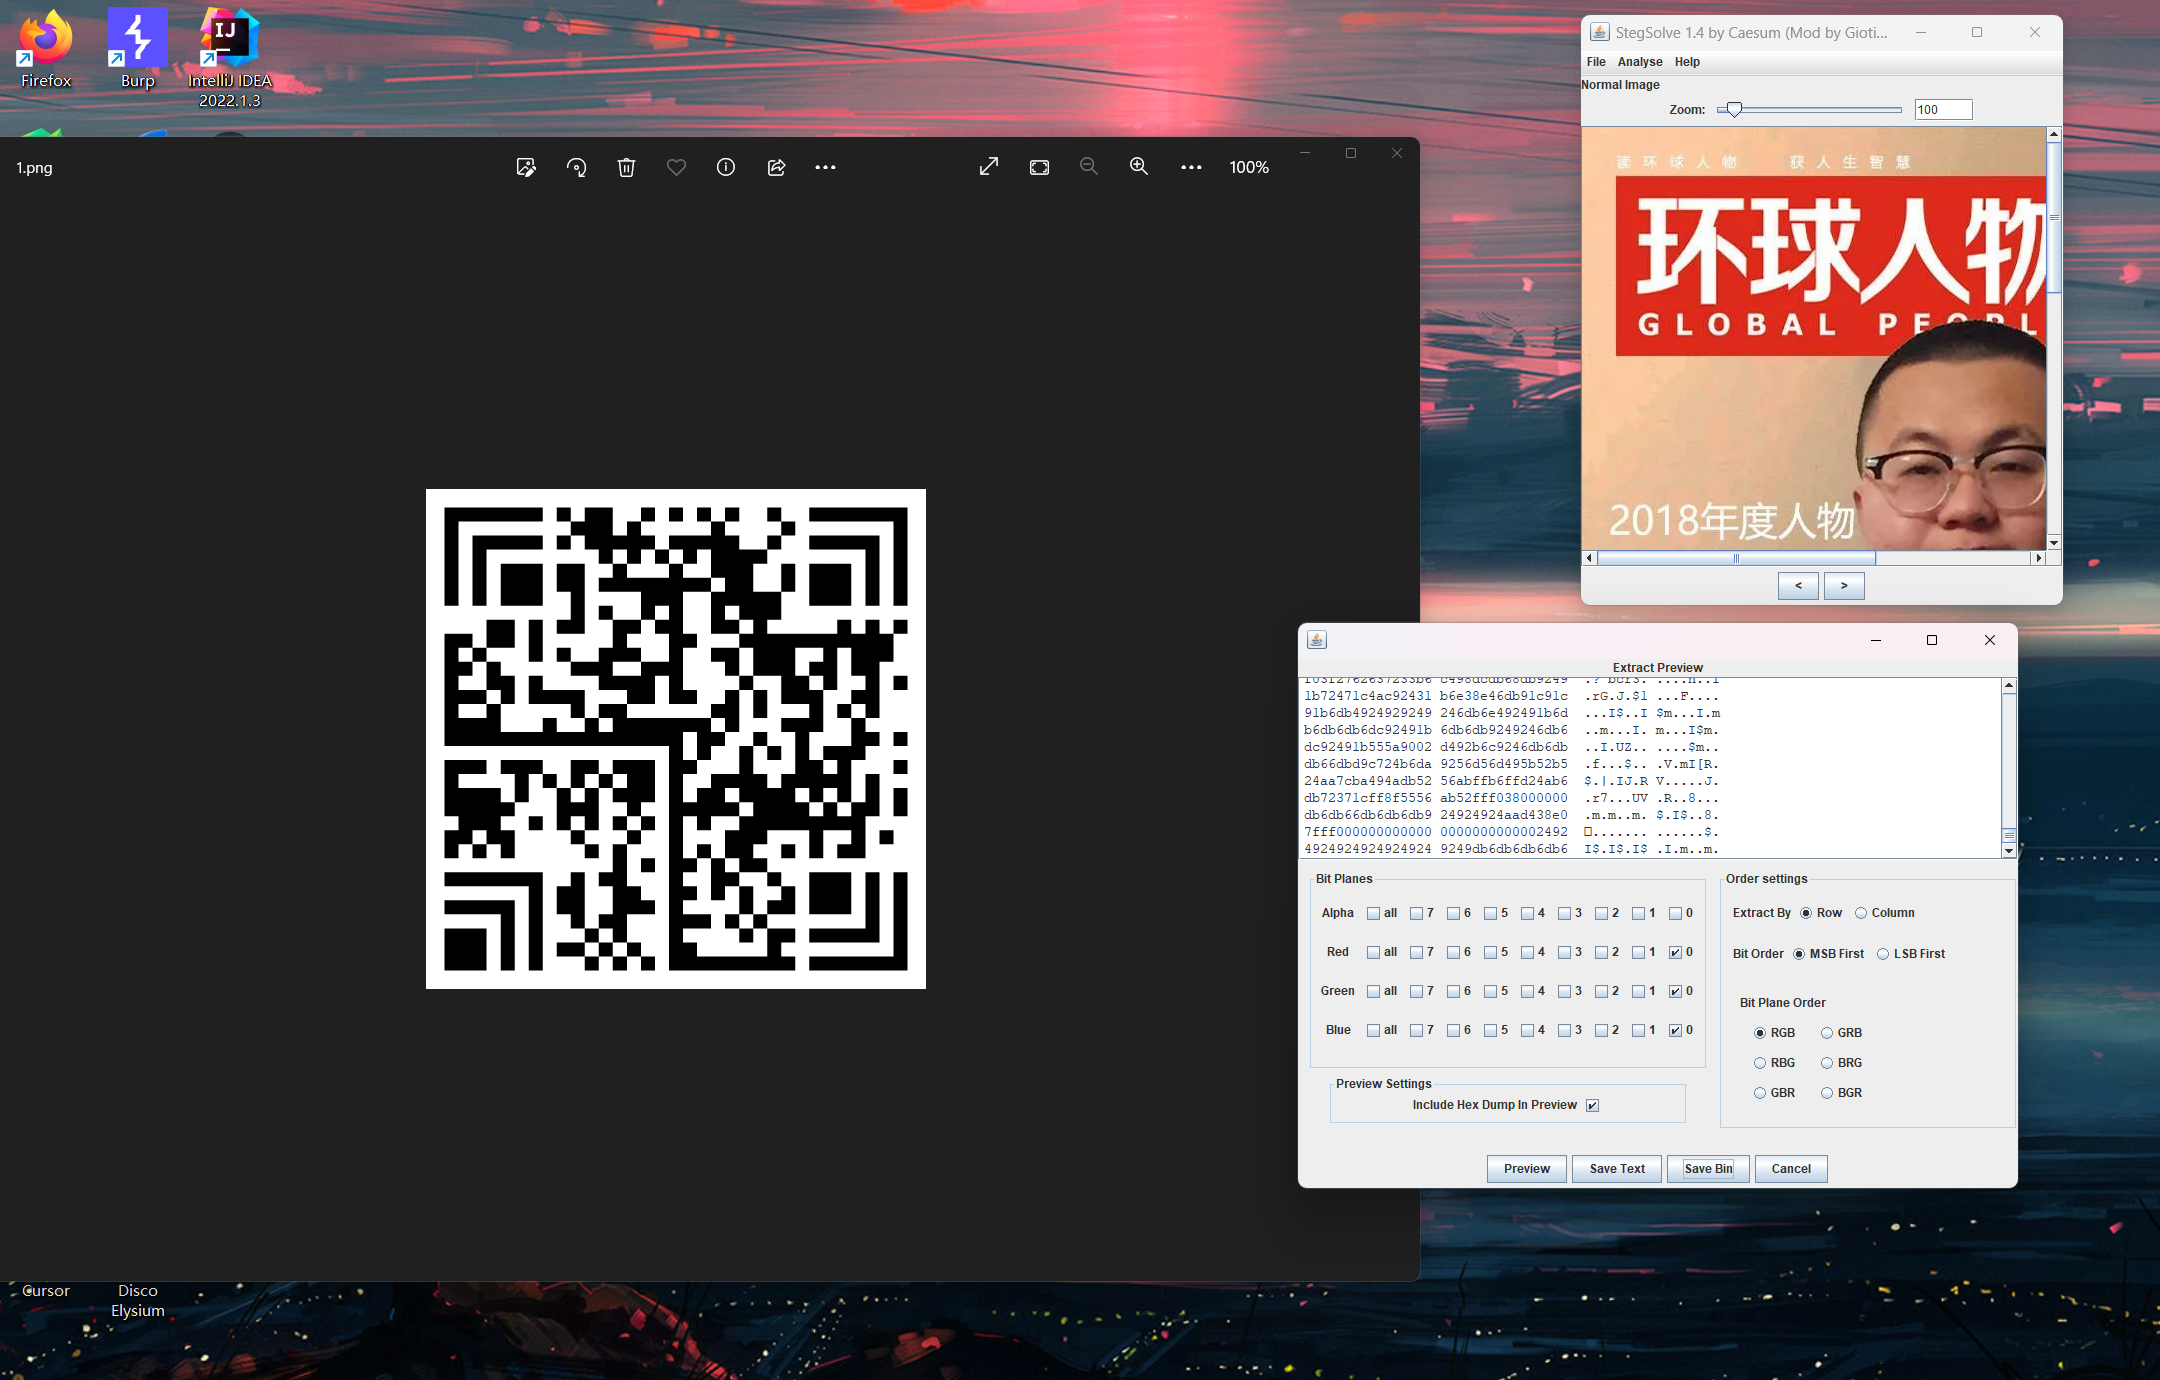 Firefox
Burp
IntelliJ IDEA
2022.1.3
1.png
100%
Cursor
Disco
Elysium
StegSolve 1.4 by Caesum (Mod by Gioti...
File Analyse Help
Normal Image
Zoom: 100
读环球人物 获人生智慧
环球人物
GLOBAL PEOPL
2018年度人物
< >
Extract Preview
1b72471c4ac92431 b6e38e46db91c91c .rG.J.$1 ...F....
91b6db4924929249 246db6e492491b6d ...I$..I $m...I.m
b6db6db6dc92491b 6db6db9249246db6 ..m...I. m...I$m.
dc92491b555a9002 d492b6c9246db6db ..I.UZ.. ....$m..
db66dbd9c724b6da 9256d56d495b52b5 .f...$.. .V.mI[R.
24aa7cba494adb52 56abffb6ffd24ab6 $.|.IJ.R V.....J.
db72371cff8f5556 ab52fff038000000 .r7...UV .R..8...
db6db66db6db6db9 24924924aad438e0 .m.m..m. $.I$..8.
7fff000000000000 0000000000002492 ........ ......$.
4924924924924924 9249db6db6db6db6 I$.I$.I$ .I.m..m.
Bit Planes
Alpha all 7 6 5 4 3 2 1 0
Red all 7 6 5 4 3 2 1 0
Green all 7 6 5 4 3 2 1 0
Blue all 7 6 5 4 3 2 1 0
Preview Settings
Include Hex Dump In Preview
Order settings
Extract By Row Column
Bit Order MSB First LSB First
Bit Plane Order
RGB GRB
RBG BRG
GBR BGR
Preview Save Text Save Bin Cancel